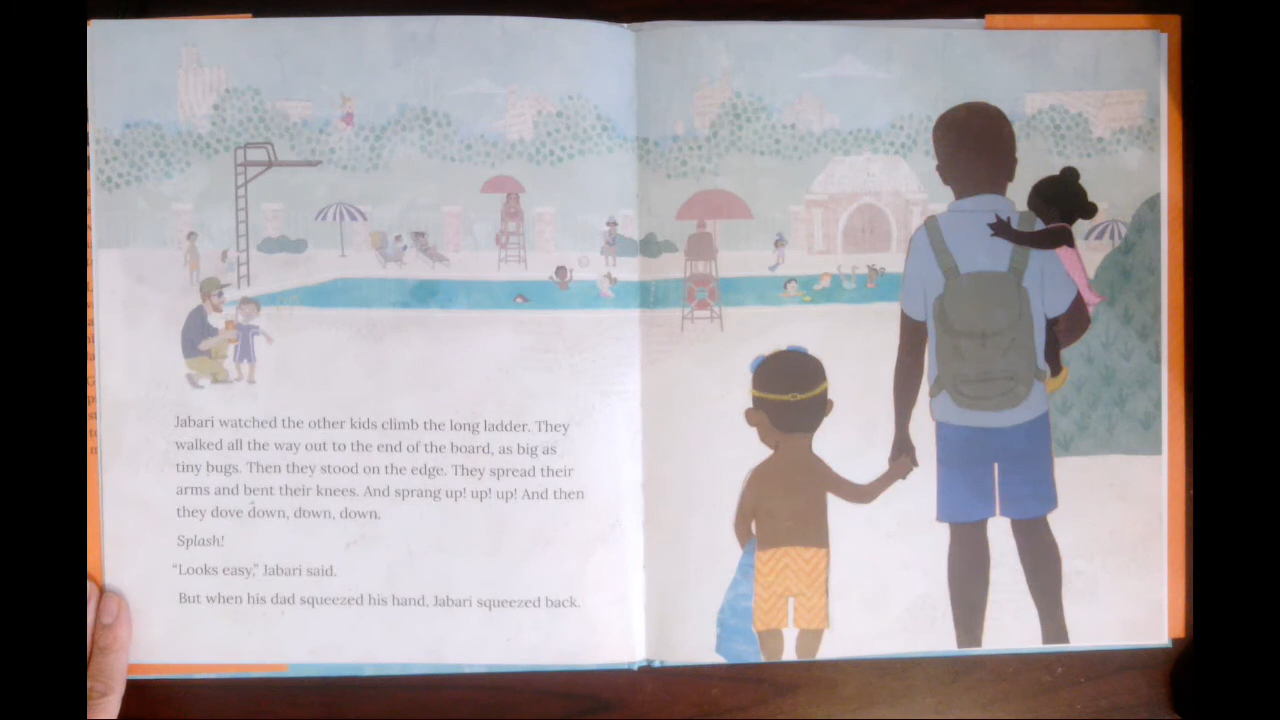 Jabari watched the other kids climb the long ladder. They
walked all the way out to the end of the board, as big as
tiny bugs. Then they stood on the edge. They spread their
arms and bent their knees. And sprang up! up! up! And then
they dove down, down, down.
Splash!
“Looks easy,” Jabari said.
But when his dad squeezed his hand, Jabari squeezed back.